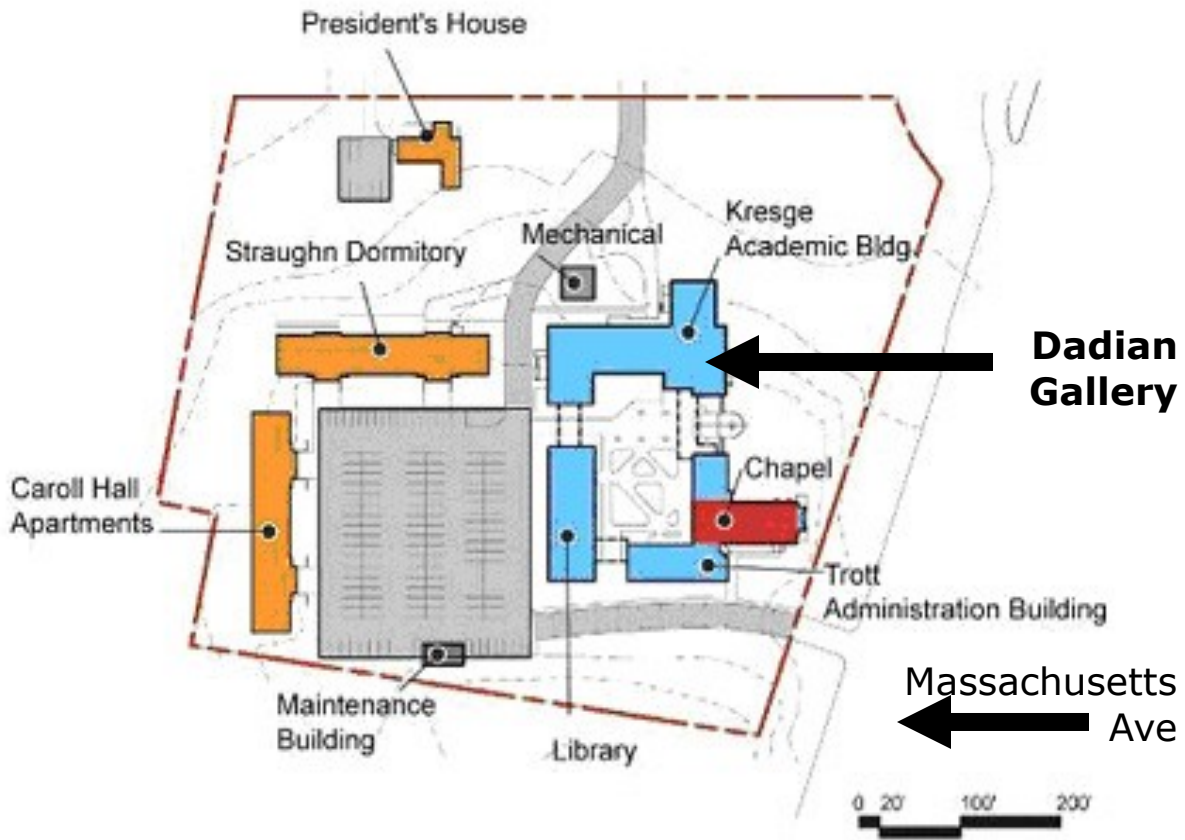 President's House
Kresge
Academic Bldg.
Mechanical
Straughn Dormitory
Dadian
Gallery
Chapel
Caroll Hall
Apartments
Trott
Administration Building
Massachusetts
Ave
Maintenance
Building
Library
0 20' 100' 200'